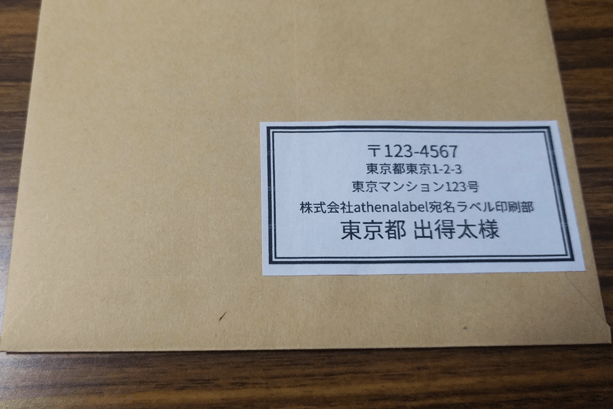 〒123-4567
東京都東京1-2-3
東京マンション123号
株式会社athenalabel宛名ラベル印刷部
東京都 出得太様